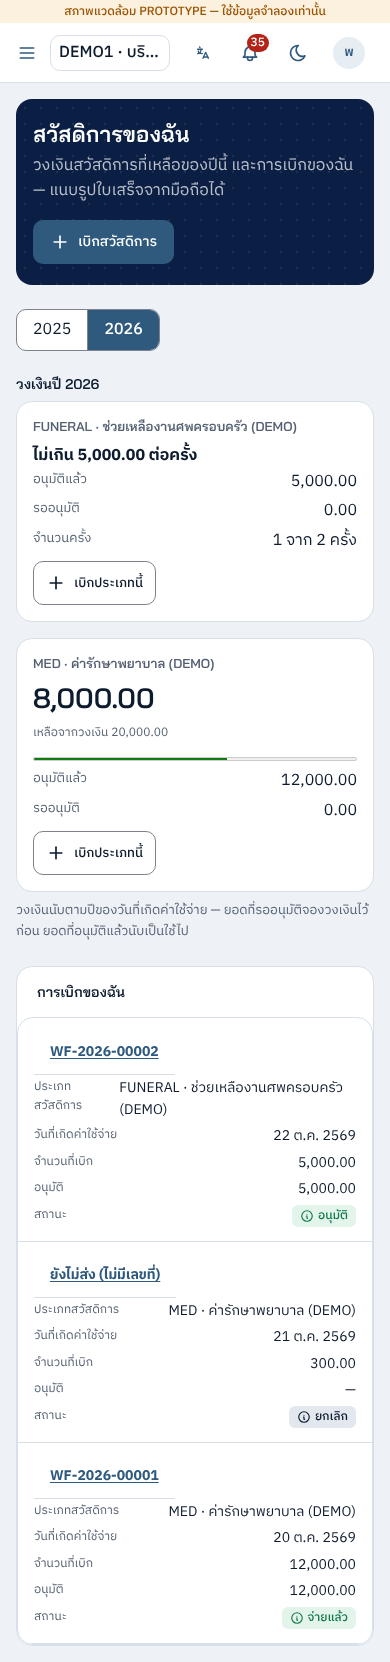 สภาพแวดล้อม PROTOTYPE — ใช้ข้อมูลจำลองเท่านั้น
DEMO1 · บริ...
35
พ
สวัสดิการของฉัน
วงเงินสวัสดิการที่เหลือของปีนี้ และการเบิกของฉัน
— แนบรูปใบเสร็จจากมือถือได้
เบิกสวัสดิการ
2025 2026
วงเงินปี 2026
FUNERAL · ช่วยเหลืองานศพครอบครัว (DEMO)
ไม่เกิน 5,000.00 ต่อครั้ง
อนุมัติแล้ว 5,000.00
รออนุมัติ 0.00
จำนวนครั้ง 1 จาก 2 ครั้ง
เบิกประเภทนี้
MED · ค่ารักษาพยาบาล (DEMO)
8,000.00
เหลือจากวงเงิน 20,000.00
อนุมัติแล้ว 12,000.00
รออนุมัติ 0.00
เบิกประเภทนี้
วงเงินนับตามปีของวันที่เกิดค่าใช้จ่าย — ยอดที่รออนุมัติจองวงเงินไว้
ก่อน ยอดที่อนุมัติแล้วนับเป็นใช้ไป
การเบิกของฉัน
WF-2026-00002
ประเภทสวัสดิการ FUNERAL · ช่วยเหลืองานศพครอบครัว
(DEMO)
วันที่เกิดค่าใช้จ่าย 22 ต.ค. 2569
จำนวนที่เบิก 5,000.00
อนุมัติ 5,000.00
สถานะ อนุมัติ
ยังไม่ส่ง (ไม่มีเลขที่)
ประเภทสวัสดิการ MED · ค่ารักษาพยาบาล (DEMO)
วันที่เกิดค่าใช้จ่าย 21 ต.ค. 2569
จำนวนที่เบิก 300.00
อนุมัติ —
สถานะ ยกเลิก
WF-2026-00001
ประเภทสวัสดิการ MED · ค่ารักษาพยาบาล (DEMO)
วันที่เกิดค่าใช้จ่าย 20 ต.ค. 2569
จำนวนที่เบิก 12,000.00
อนุมัติ 12,000.00
สถานะ จ่ายแล้ว